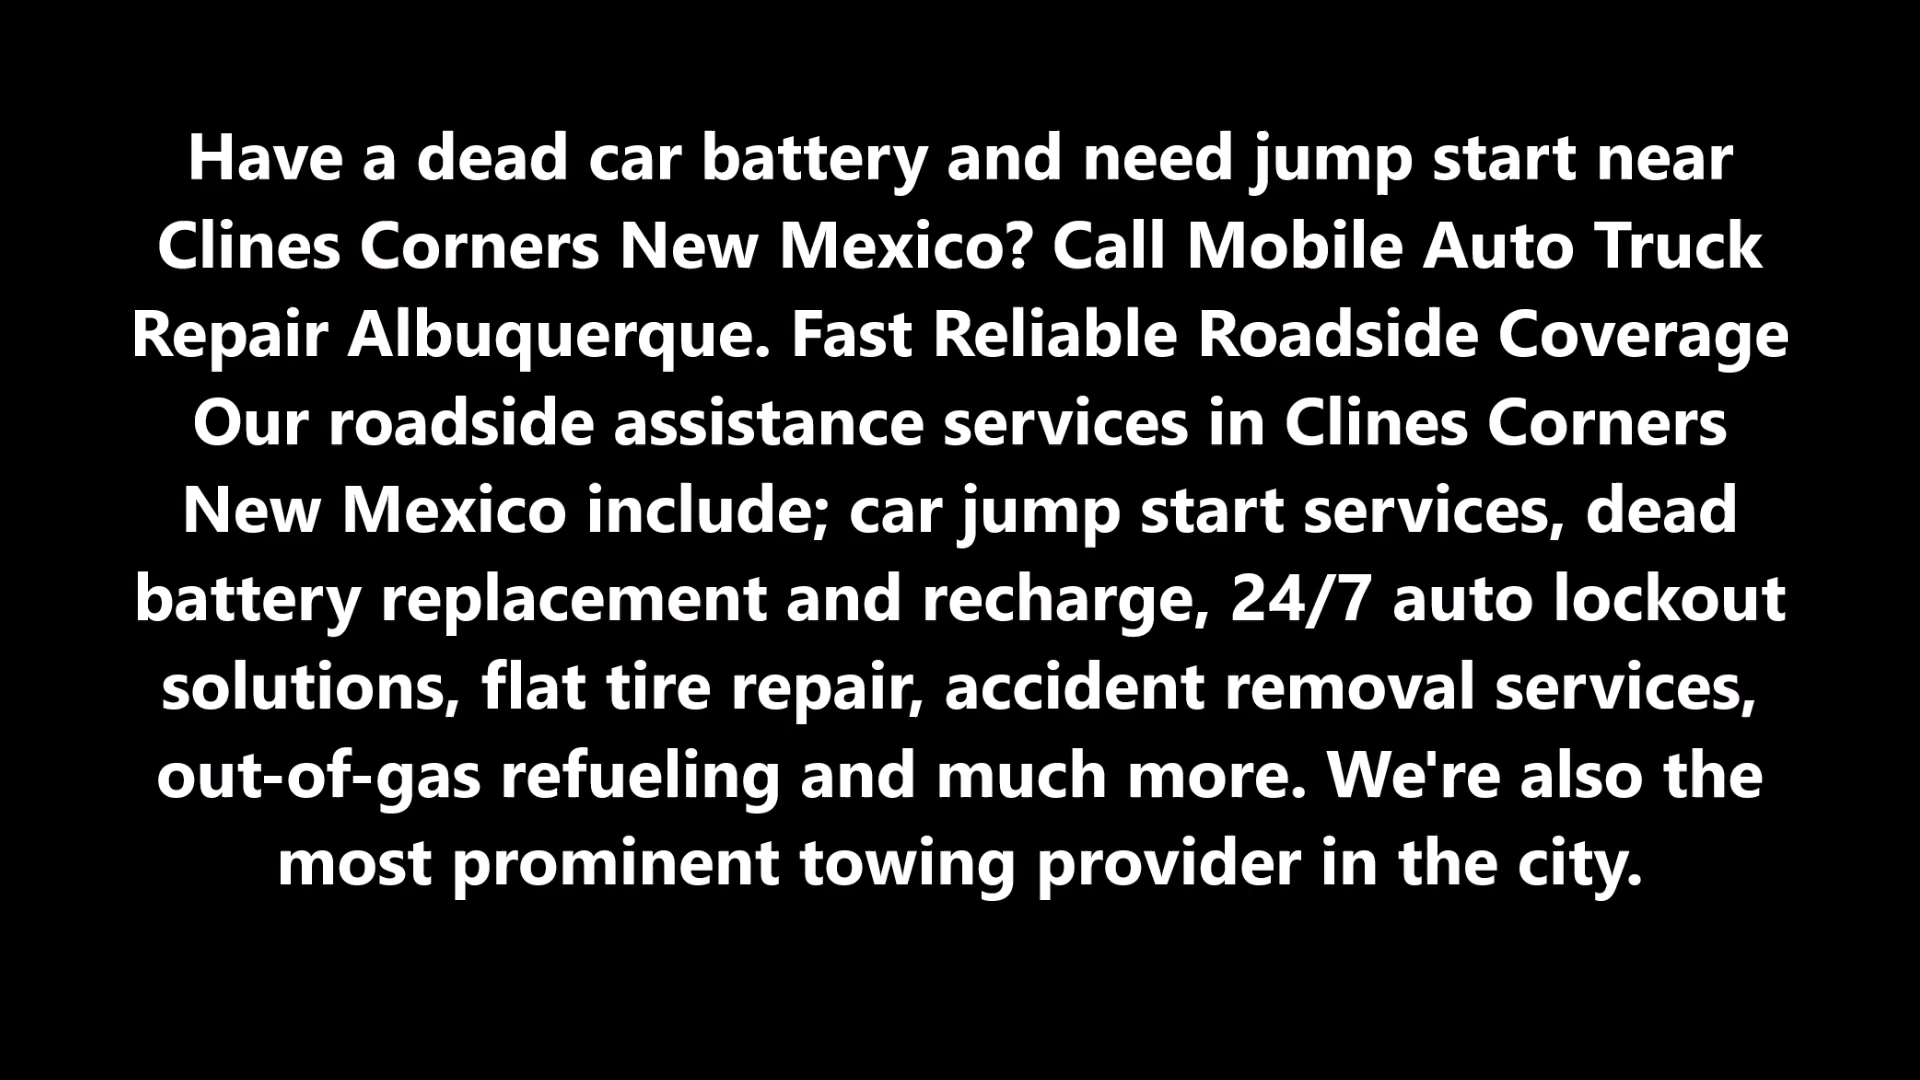 Have a dead car battery and need jump start near
Clines Corners New Mexico? Call Mobile Auto Truck
Repair Albuquerque. Fast Reliable Roadside Coverage
Our roadside assistance services in Clines Corners
New Mexico include; car jump start services, dead
battery replacement and recharge, 24/7 auto lockout
solutions, flat tire repair, accident removal services,
out-of-gas refueling and much more. We're also the
most prominent towing provider in the city.